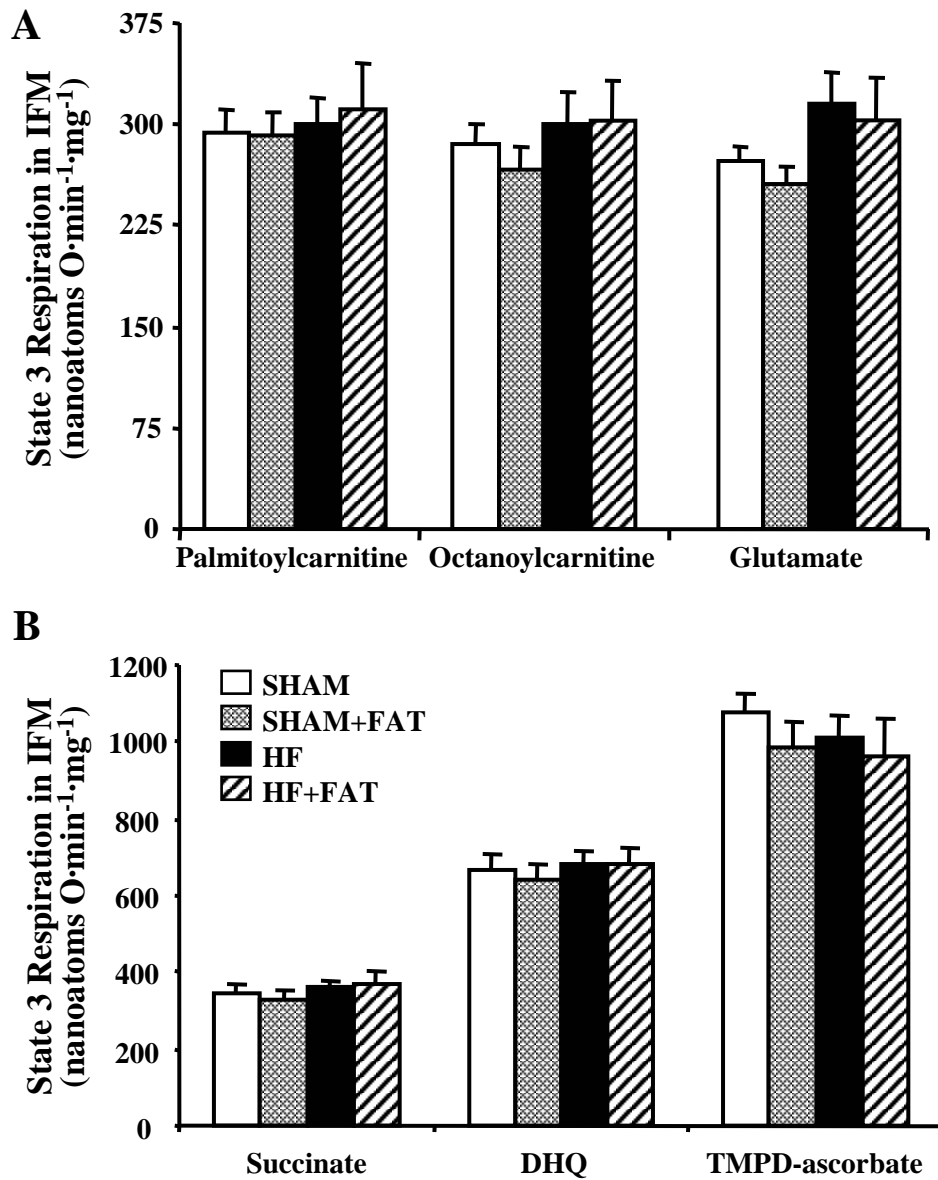 A
State 3 Respiration in IFM
(nanoatoms O·min⁻¹·mg⁻¹)
375
300
225
150
75
0
Palmitoylcarnitine Octanoylcarnitine Glutamate
B
State 3 Respiration in IFM
(nanoatoms O·min⁻¹·mg⁻¹)
1200
1000
800
600
400
200
0
SHAM
SHAM+FAT
HF
HF+FAT
Succinate DHQ TMPD-ascorbate